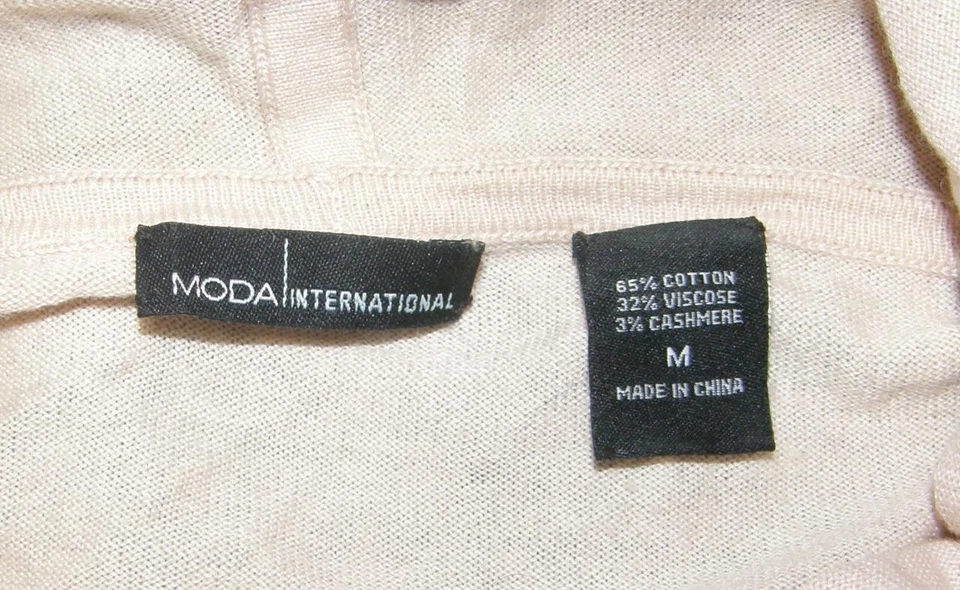 MODA INTERNATIONAL
65% COTTON
32% VISCOSE
3% CASHMERE
M
MADE IN CHINA